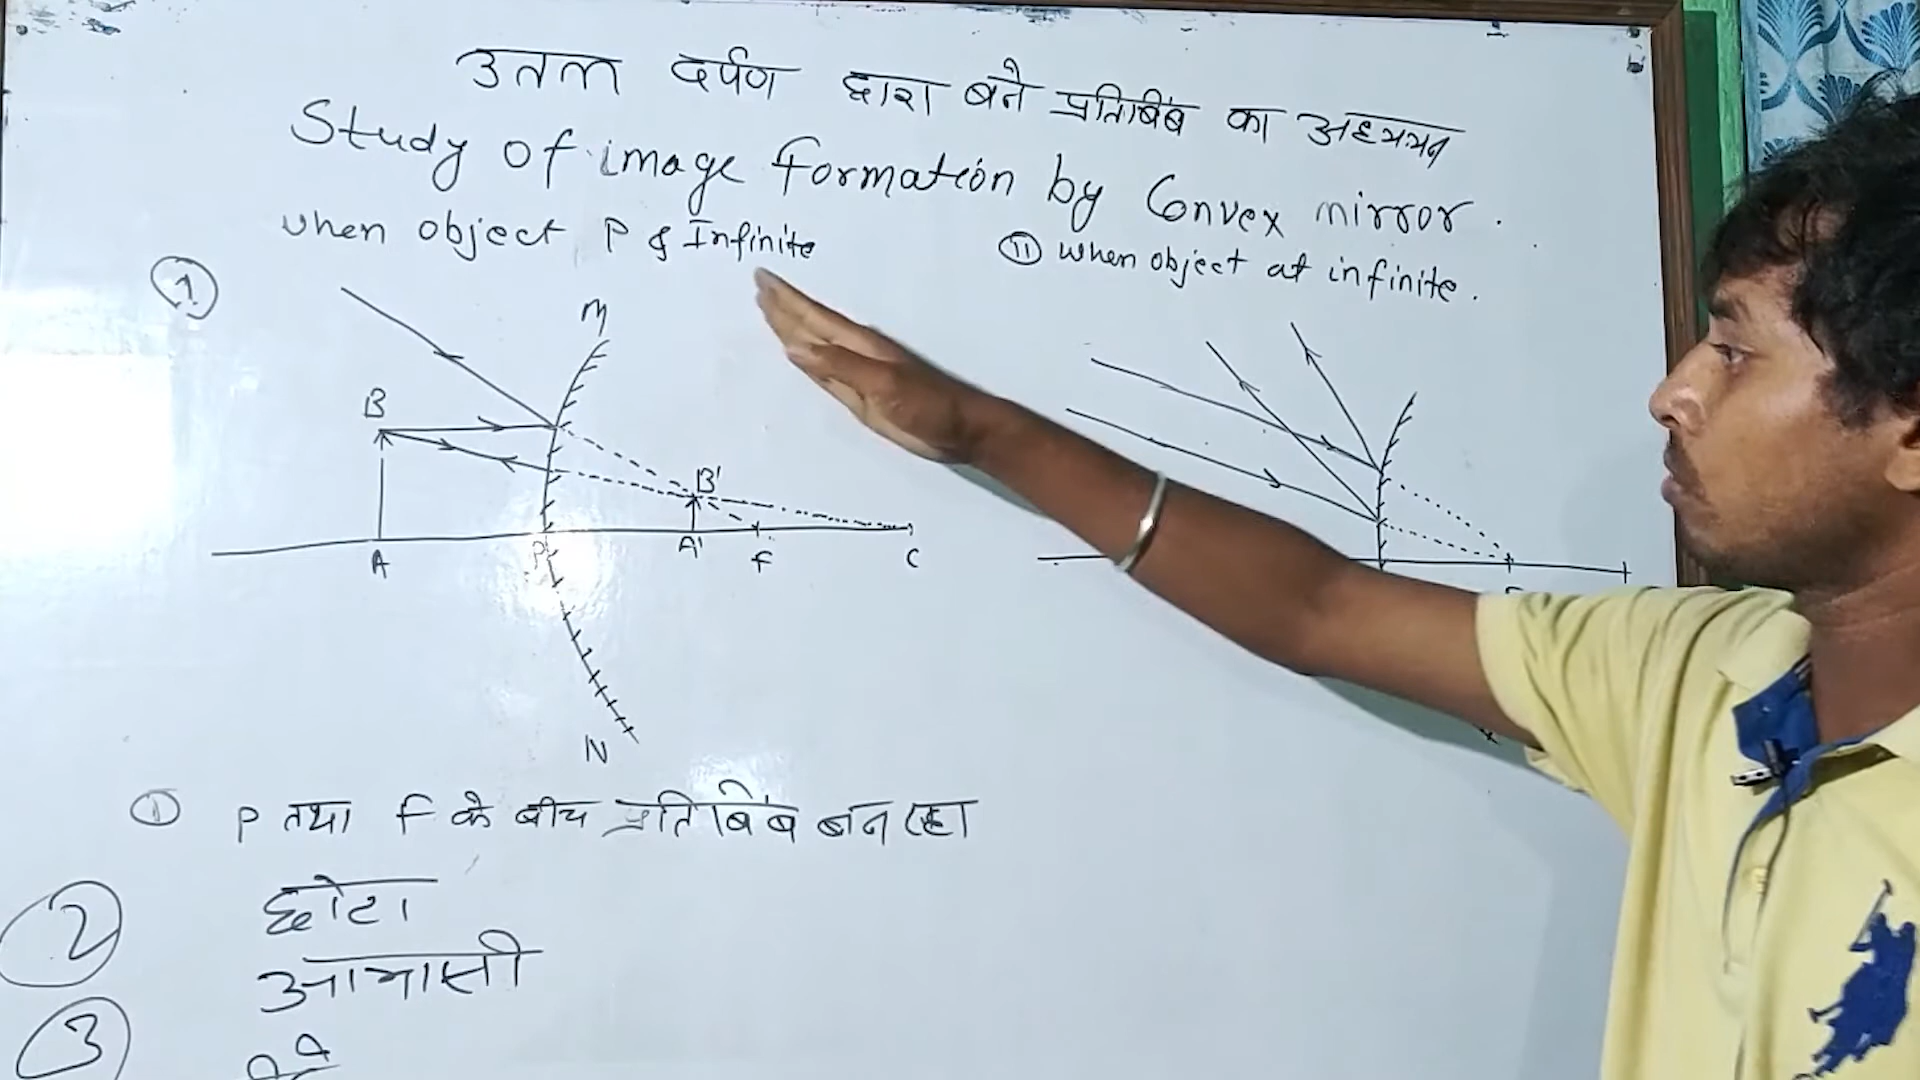 उत्तल दर्पण द्वारा बने प्रतिबिंब का अध्ययन
Study of image formation by Convex mirror.
when object P & Infinite
1
M
B
B'
A
P
A'
F
C
N
II when object at infinite.
1 P तथा F के बीच प्रतिबिंब बन रहा
2 छोटा
आभासी
3